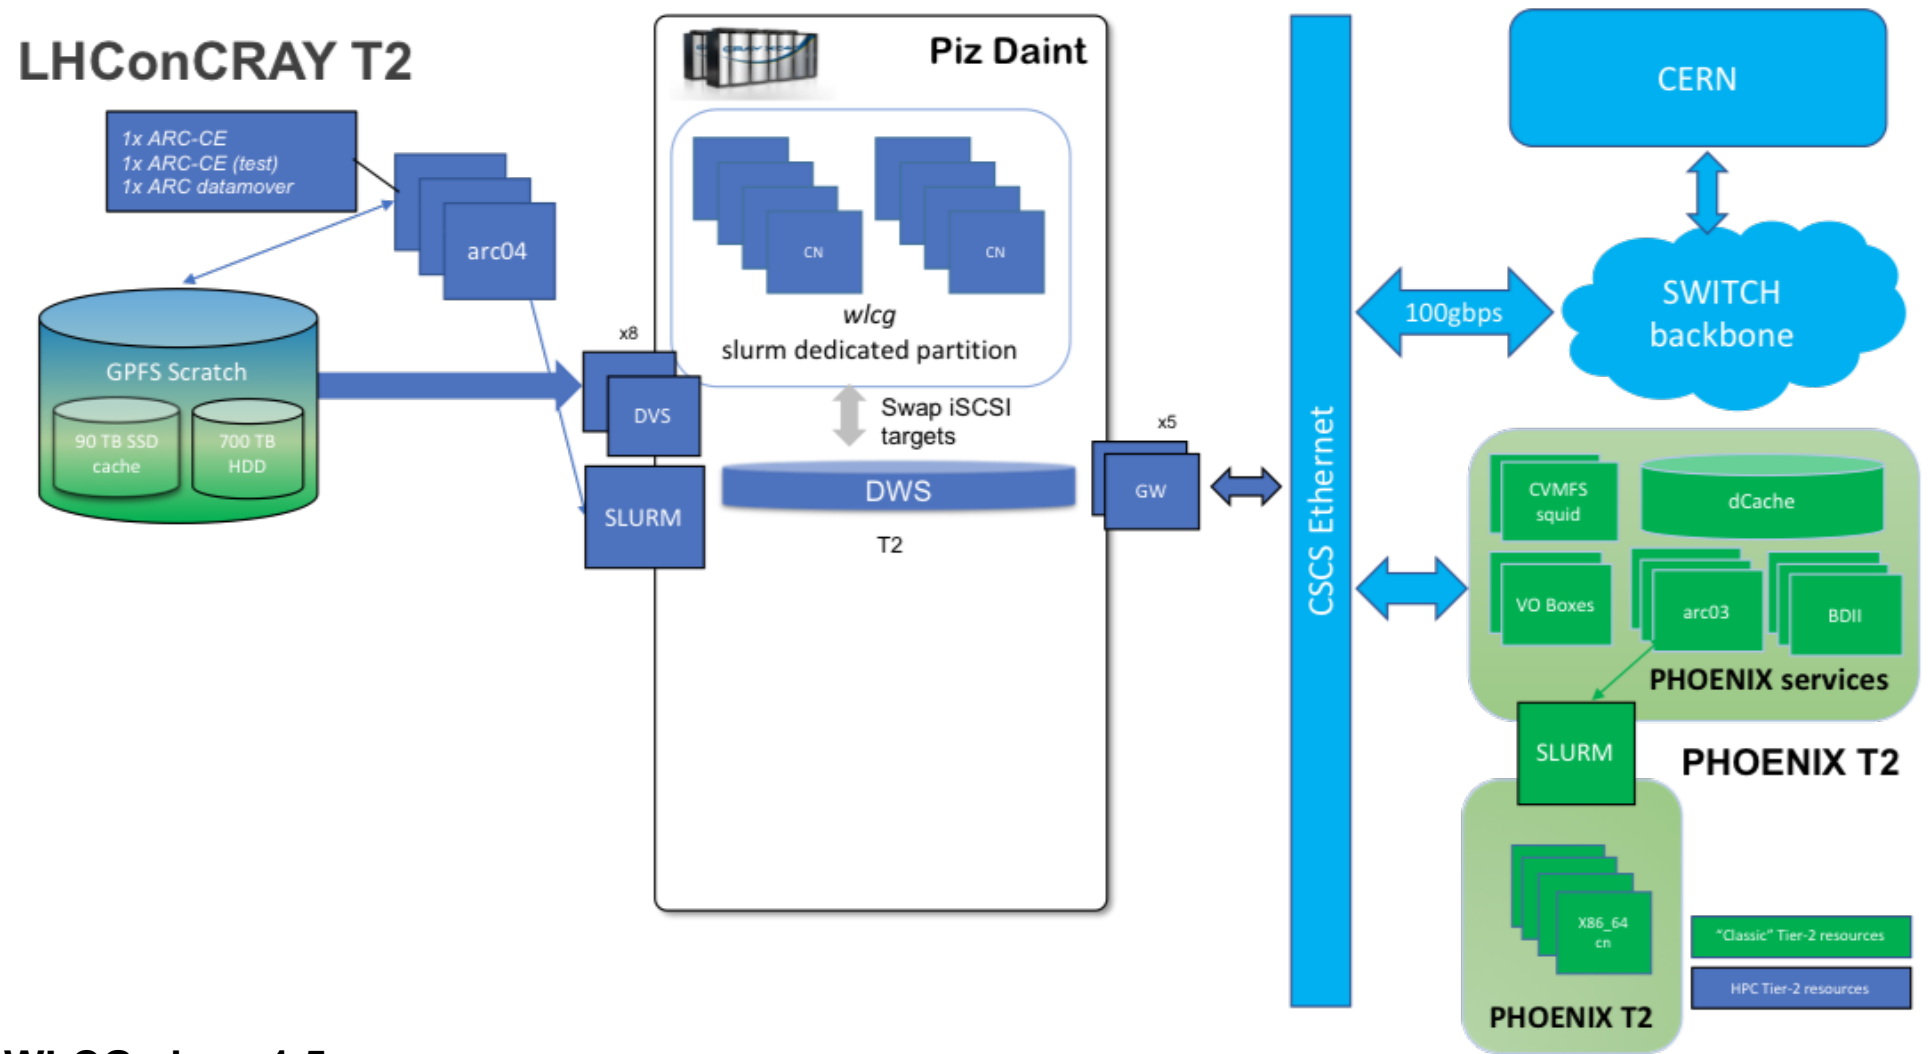 LHConCRAY T2
1x ARC-CE
1x ARC-CE (test)
1x ARC datamover
arc04
GPFS Scratch
90 TB SSD
cache
700 TB
HDD
Piz Daint
CRAY XC40
CN
CN
wlcg
slurm dedicated partition
x8
DVS
SLURM
Swap iSCSI
targets
DWS
T2
x5
GW
CSCS Ethernet
CERN
100gbps
SWITCH
backbone
CVMFS
squid
dCache
VO Boxes
arc03
BDII
PHOENIX services
SLURM
PHOENIX T2
X86_64
cn
PHOENIX T2
"Classic" Tier-2 resources
HPC Tier-2 resources